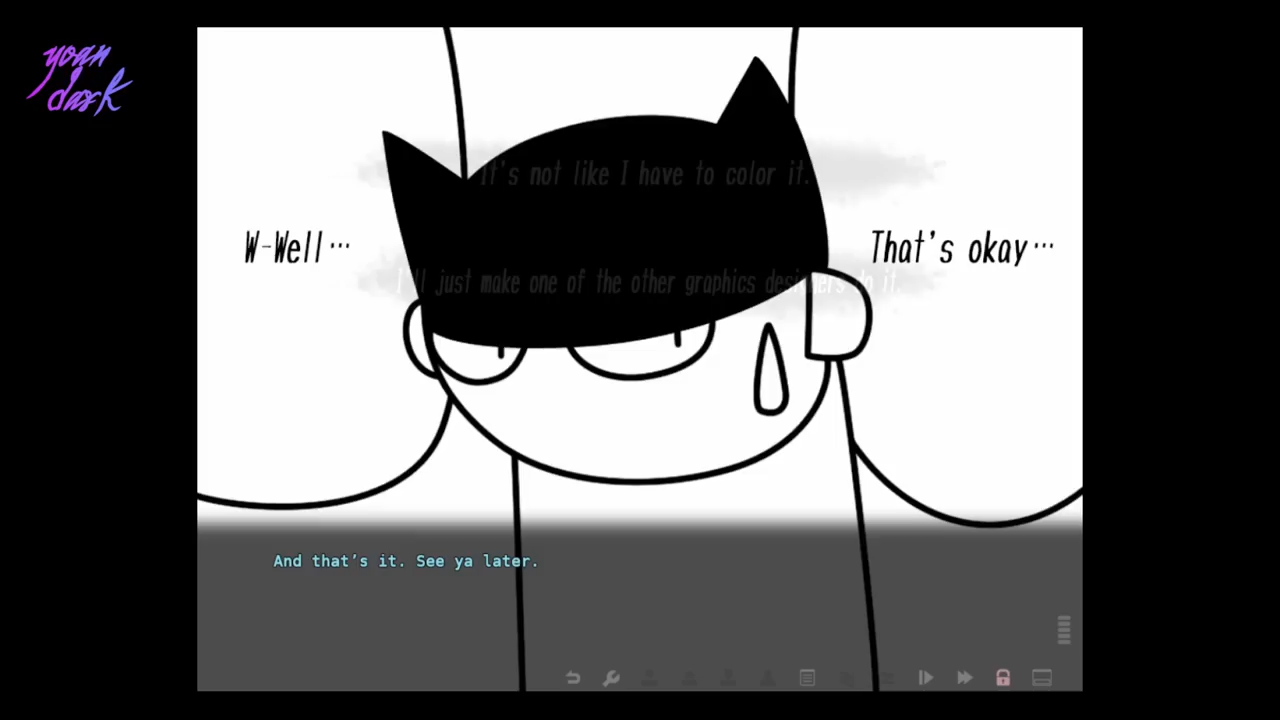 yoan
dark
It's not like I have to color it.
W-Well…
That's okay…
I'll just make one of the other graphics designers do it.
And that's it. See ya later.